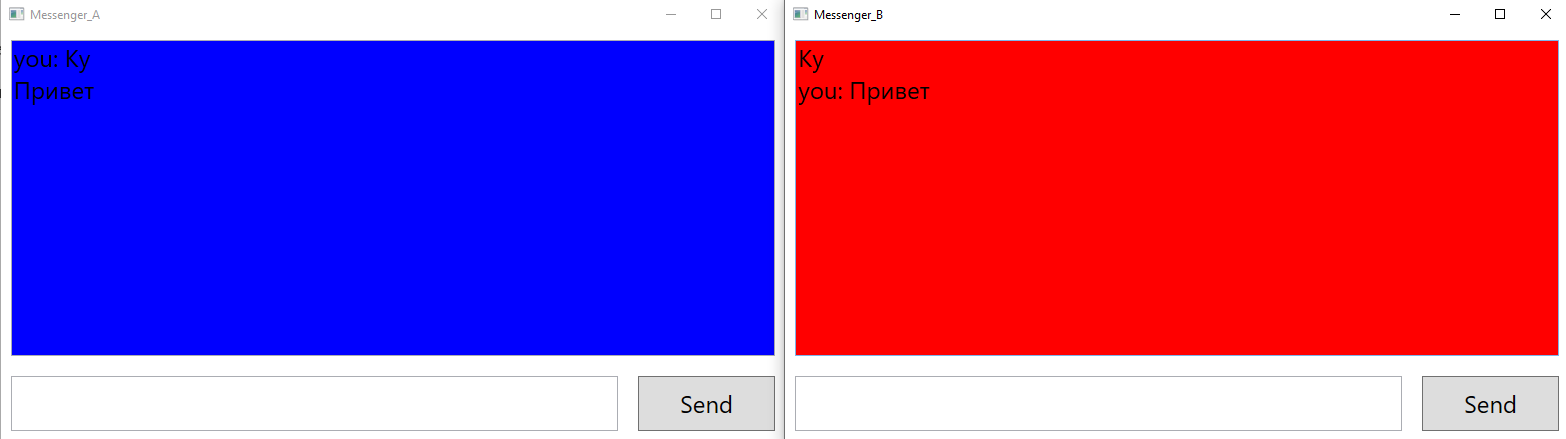 Messenger_A
you: Ку
Привет
Send
Messenger_B
Ку
you: Привет
Send